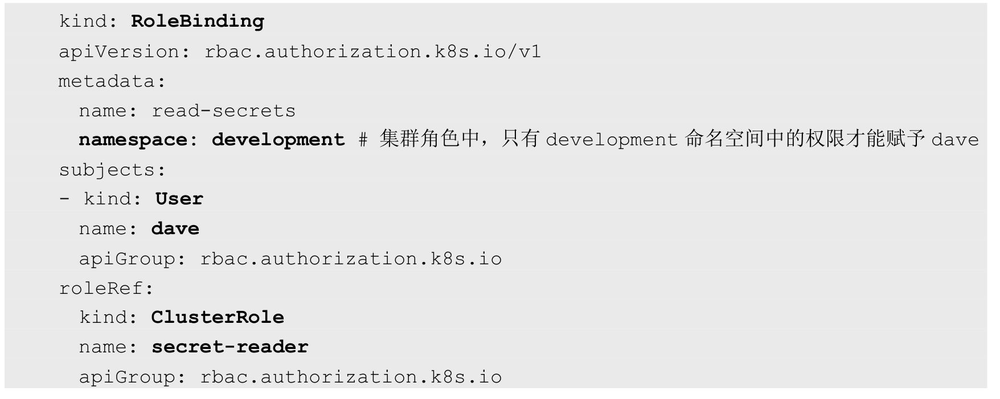 kind: RoleBinding
apiVersion: rbac.authorization.k8s.io/v1
metadata:
  name: read-secrets
  namespace: development # 集群角色中，只有 development 命名空间中的权限才能赋予 dave
subjects:
- kind: User
  name: dave
  apiGroup: rbac.authorization.k8s.io
roleRef:
  kind: ClusterRole
  name: secret-reader
  apiGroup: rbac.authorization.k8s.io